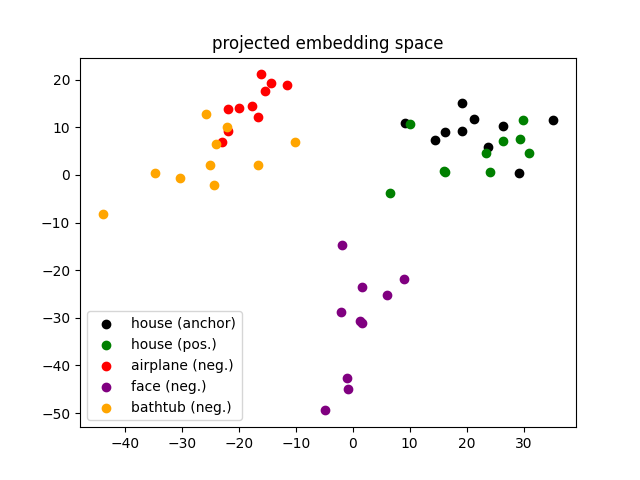 projected embedding space
20
10
0
−10
−20
−30
−40
−50
house (anchor)
house (pos.)
airplane (neg.)
face (neg.)
bathtub (neg.)
−40 −30 −20 −10 0 10 20 30